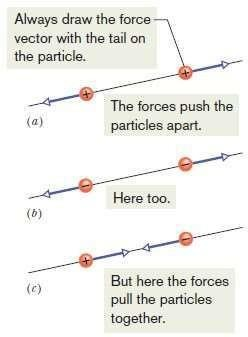 Always draw the force
vector with the tail on
the particle.
+
+
The forces push the
particles apart.
(a)
–
–
Here too.
(b)
–
+
But here the forces
pull the particles
together.
(c)